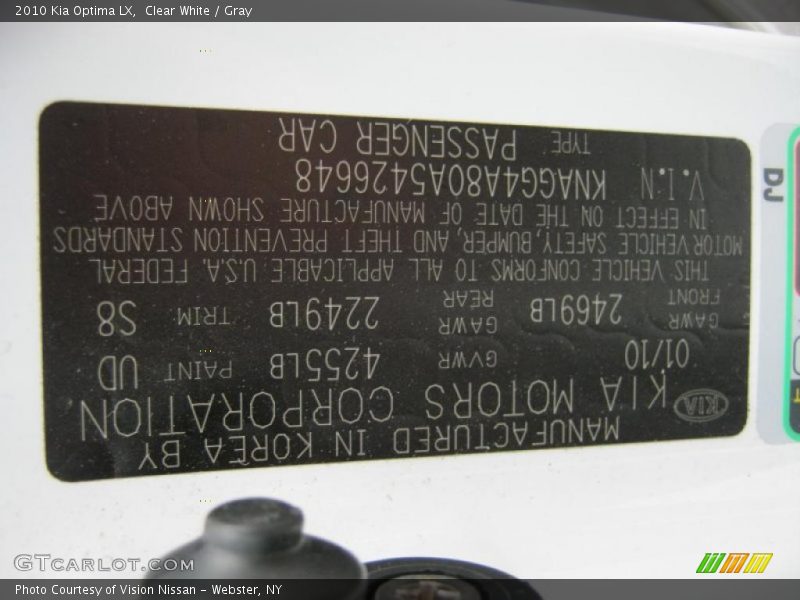 2010 Kia Optima LX,  Clear White / Gray
MANUFACTURED IN KOREA BY
KIA KIA MOTORS CORPORATION
01/10 GVWR 4255LB PAINT UD
GAWR FRONT 2469LB GAWR REAR 2249LB TRIM S8
THIS VEHICLE CONFORMS TO ALL APPLICABLE U.S.A. FEDERAL
MOTOR VEHICLE SAFETY, BUMPER, AND THEFT PREVENTION STANDARDS
IN EFFECT ON THE DATE OF MANUFACTURE SHOWN ABOVE
V.I.N KNAGG4A80A5426648
TYPE PASSENGER CAR
DJ
GTCARLOT.COM
Photo Courtesy of Vision Nissan - Webster, NY